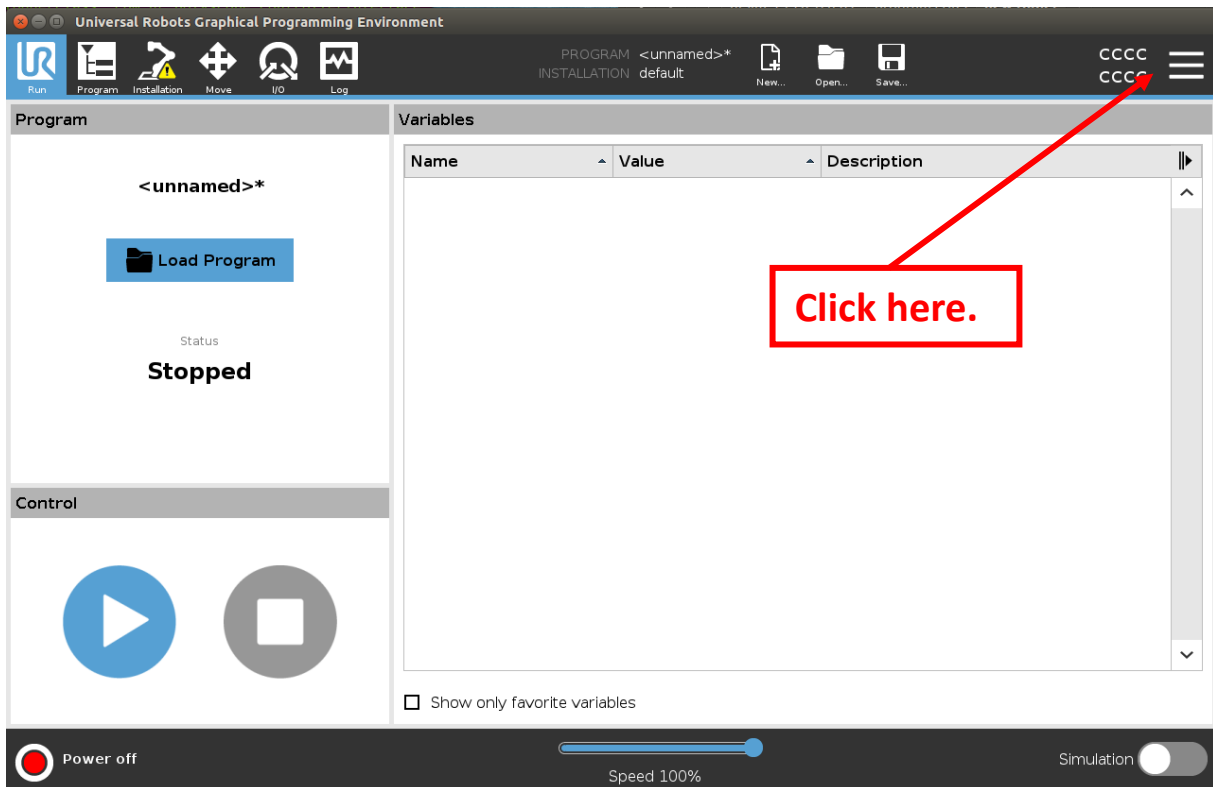 Universal Robots Graphical Programming Environment
UR
Run
Program
Installation
Move
I/O
Log
PROGRAM <unnamed>*
INSTALLATION default
New...
Open...
Save...
CCCC
CCCC
Program
Variables
Name
Value
Description
<unnamed>*
Load Program
Click here.
Status
Stopped
Control
Show only favorite variables
Power off
Speed 100%
Simulation